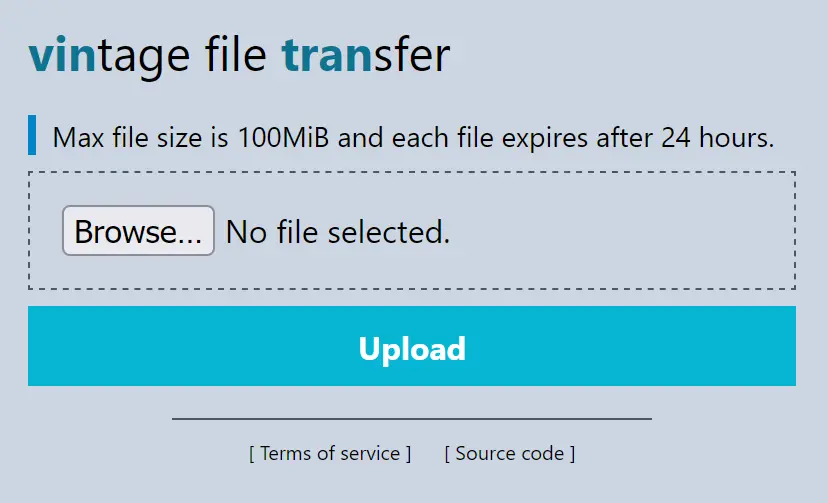 vintage file transfer
Max file size is 100MiB and each file expires after 24 hours.
Browse... No file selected.
Upload
[ Terms of service ] [ Source code ]